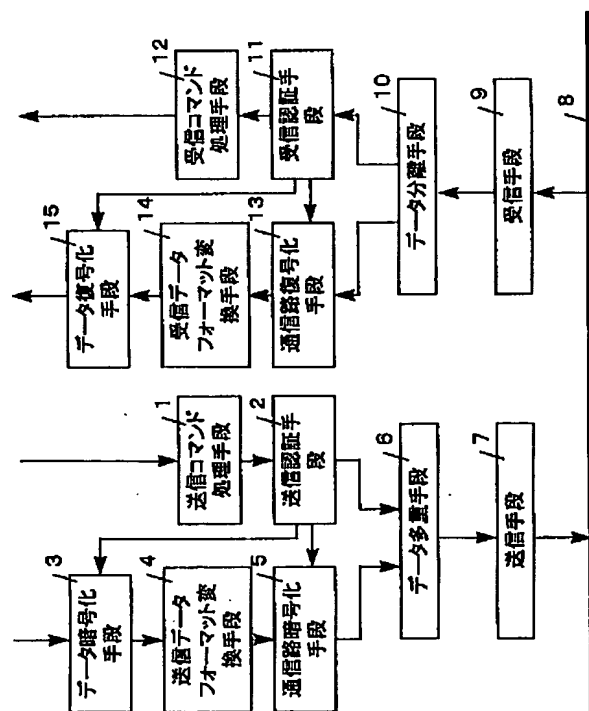 1
送信コマンド
処理手段
2
送信認証手
段
3
データ暗号化
手段
4
送信データ
フォーマット変
換手段
5
通信路暗号化
手段
6
データ多重手段
7
送信手段
8
9
受信手段
10
データ分離手段
11
受信認証手
段
12
受信コマンド
処理手段
13
通信路復号化
手段
14
受信データ
フォーマット変
換手段
15
データ復号化
手段